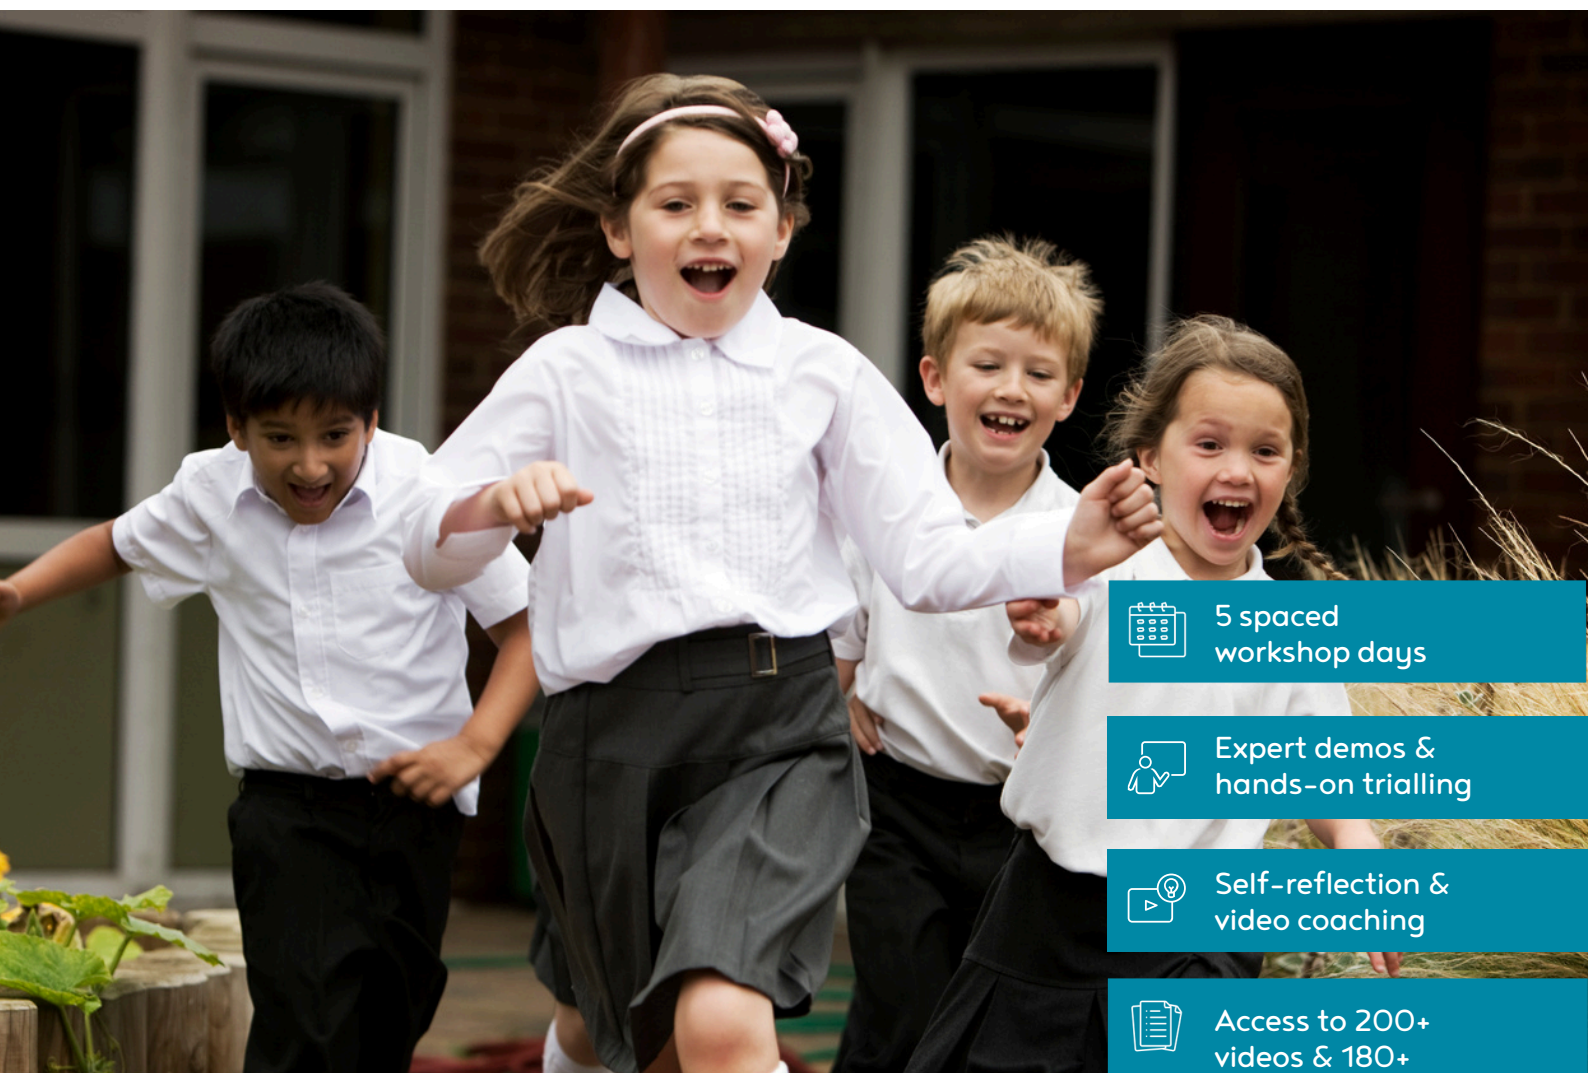 5 spaced
workshop days
Expert demos &
hands-on trialling
Self-reflection &
video coaching
Access to 200+
videos & 180+